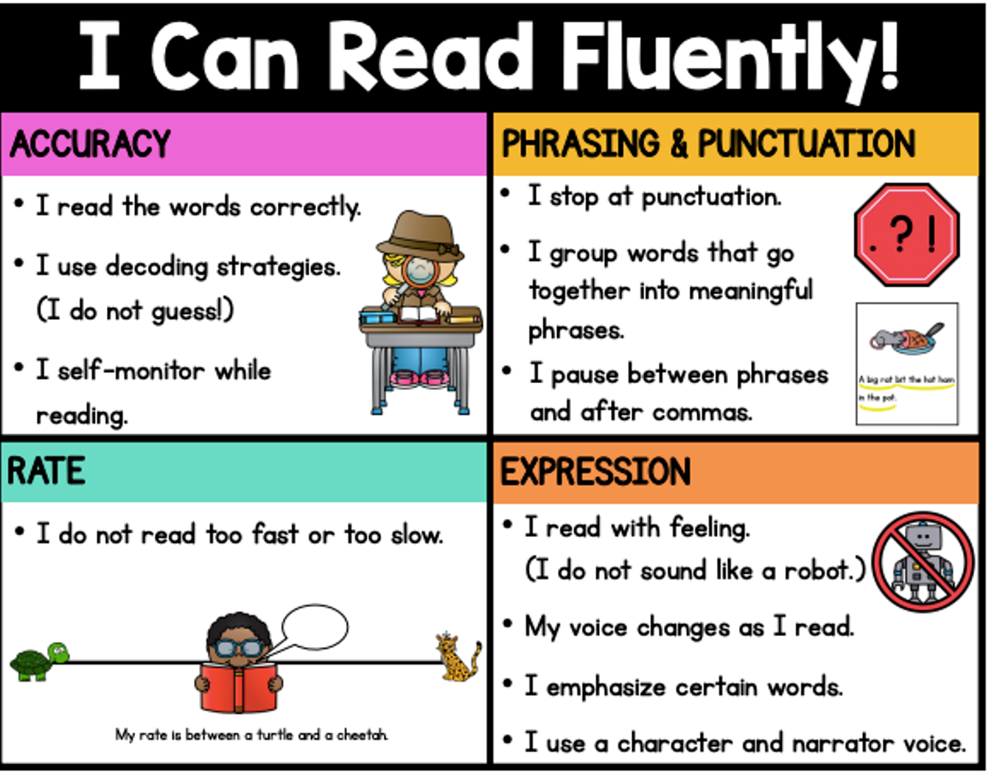 I Can Read Fluently!
ACCURACY
• I read the words correctly.
• I use decoding strategies.
(I do not guess!)
• I self-monitor while
reading.
PHRASING & PUNCTUATION
• I stop at punctuation.
• I group words that go
together into meaningful
phrases.
• I pause between phrases
and after commas.
. ? !
A big rat bit the hot ham
in the pot.
RATE
• I do not read too fast or too slow.
My rate is between a turtle and a cheetah.
EXPRESSION
• I read with feeling.
(I do not sound like a robot.)
• My voice changes as I read.
• I emphasize certain words.
• I use a character and narrator voice.